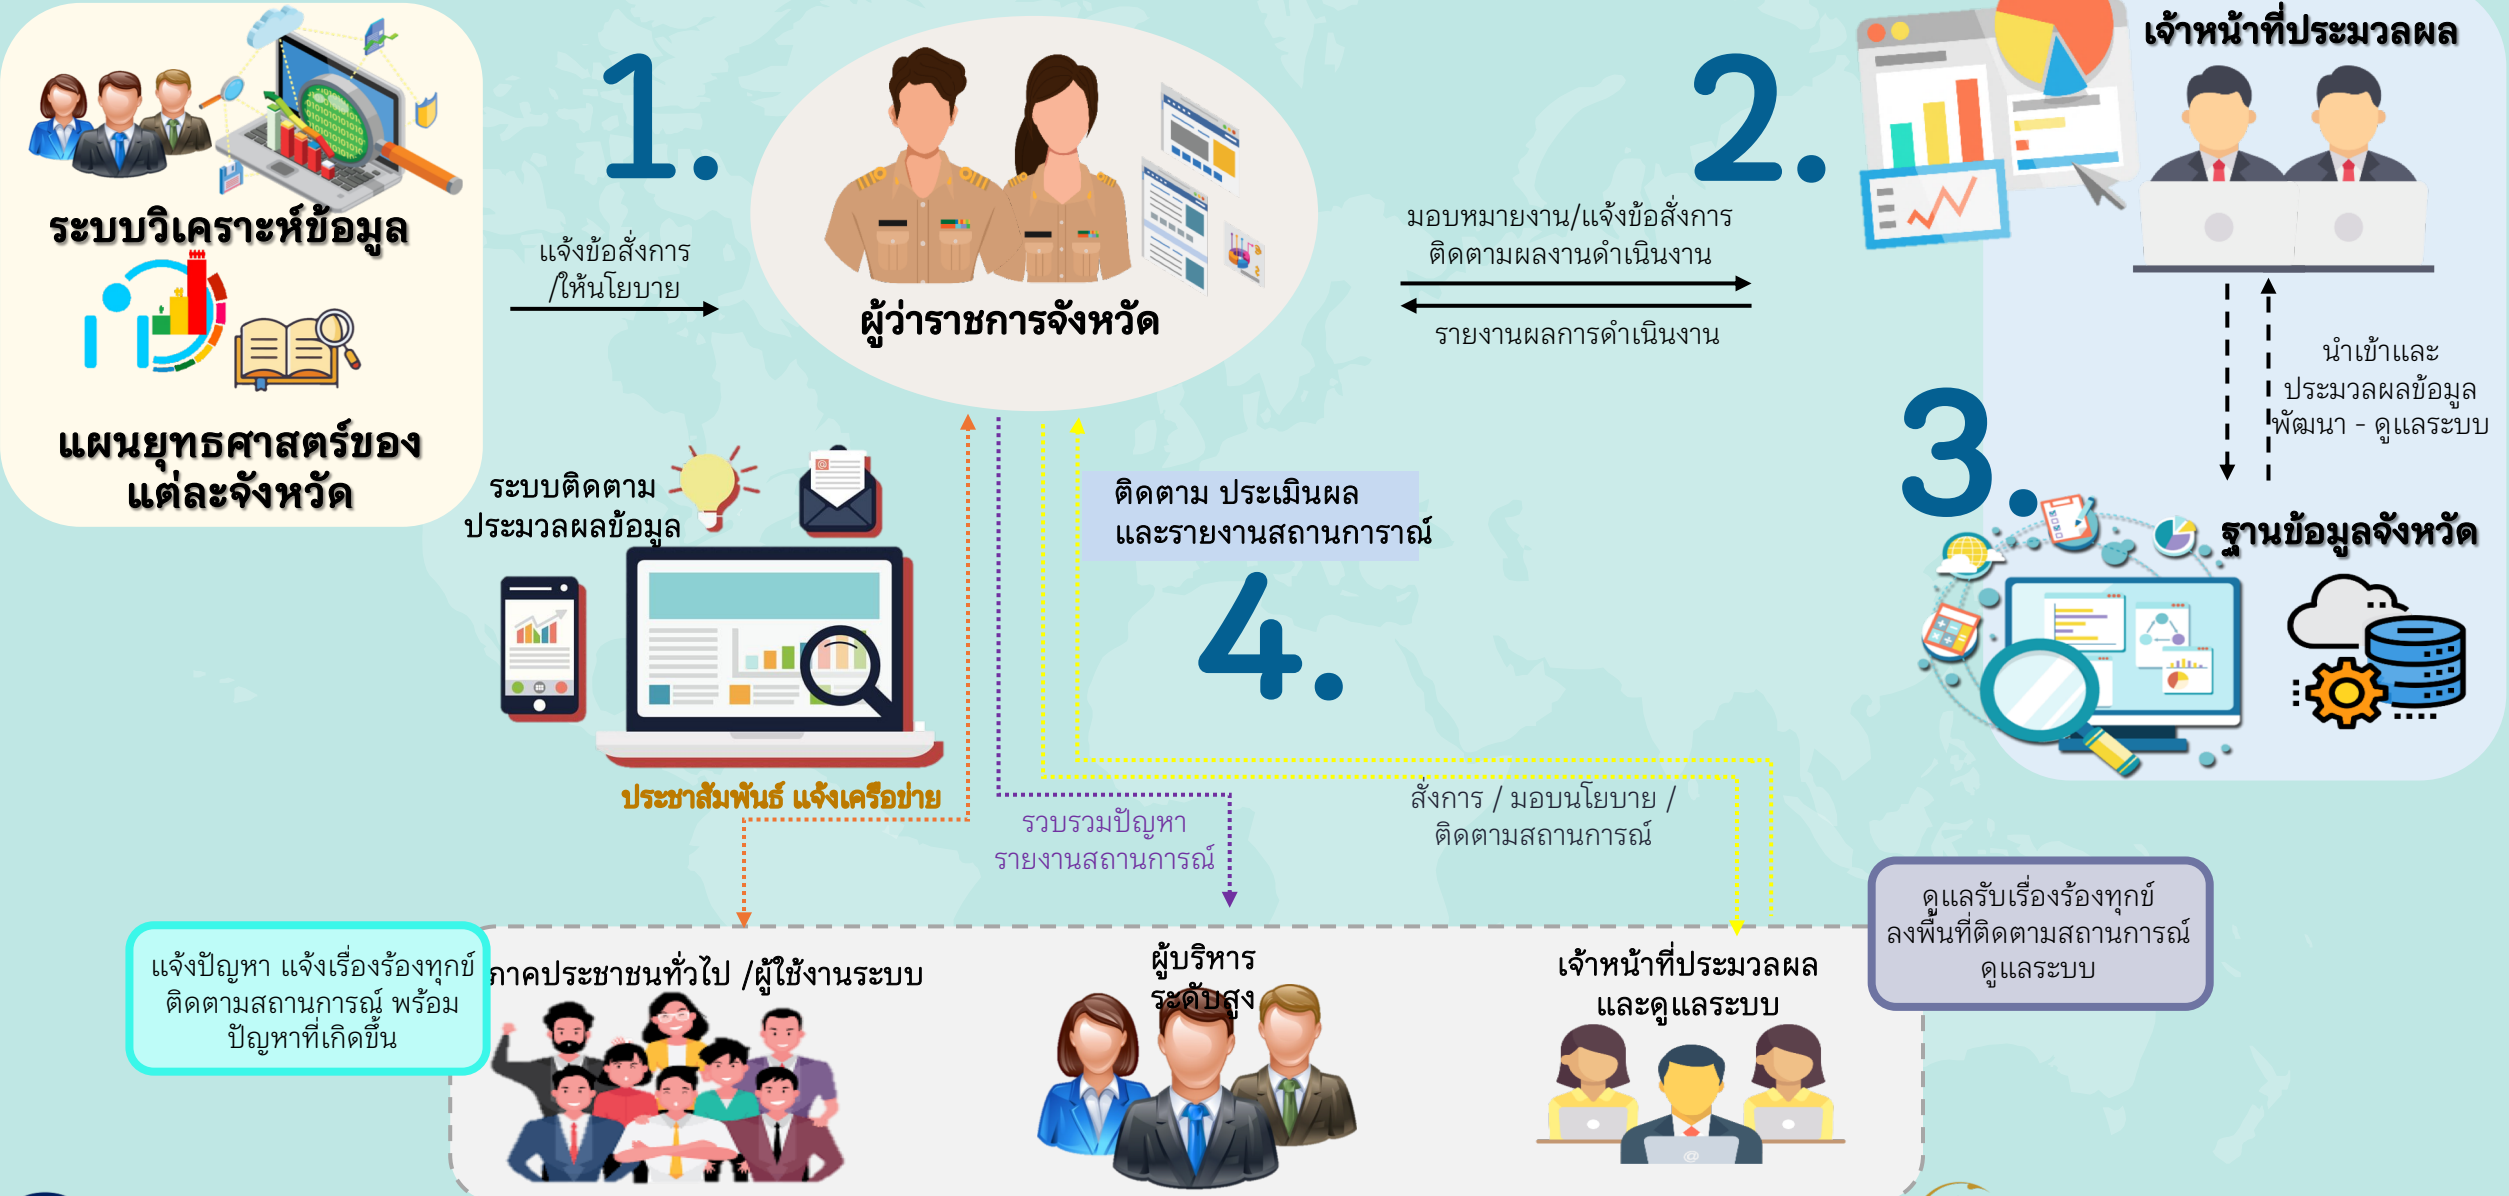 ระบบวิเคราะห์ข้อมูล
แผนยุทธศาสตร์ของ
แต่ละจังหวัด
1.
แจ้งข้อสั่งการ
/ให้นโยบาย
ผู้ว่าราชการจังหวัด
2.
มอบหมายงาน/แจ้งข้อสั่งการ
ติดตามผลงานดำเนินงาน
รายงานผลการดำเนินงาน
เจ้าหน้าที่ประมวลผล
นำเข้าและ
ประมวลผลข้อมูล
พัฒนา - ดูแลระบบ
3.
ฐานข้อมูลจังหวัด
ระบบติดตาม
ประมวลผลข้อมูล
ติดตาม ประเมินผล
และรายงานสถานการาณ์
4.
ประชาสัมพันธ์ แจ้งเครือข่าย
รวบรวมปัญหา
รายงานสถานการณ์
สั่งการ / มอบนโยบาย /
ติดตามสถานการณ์
แจ้งปัญหา แจ้งเรื่องร้องทุกข์
ติดตามสถานการณ์ พร้อม
ปัญหาที่เกิดขึ้น
ภาคประชาชนทั่วไป /ผู้ใช้งานระบบ
ผู้บริหาร
ระดับสูง
เจ้าหน้าที่ประมวลผล
และดูแลระบบ
ดูแลรับเรื่องร้องทุกข์
ลงพื้นที่ติดตามสถานการณ์
ดูแลระบบ